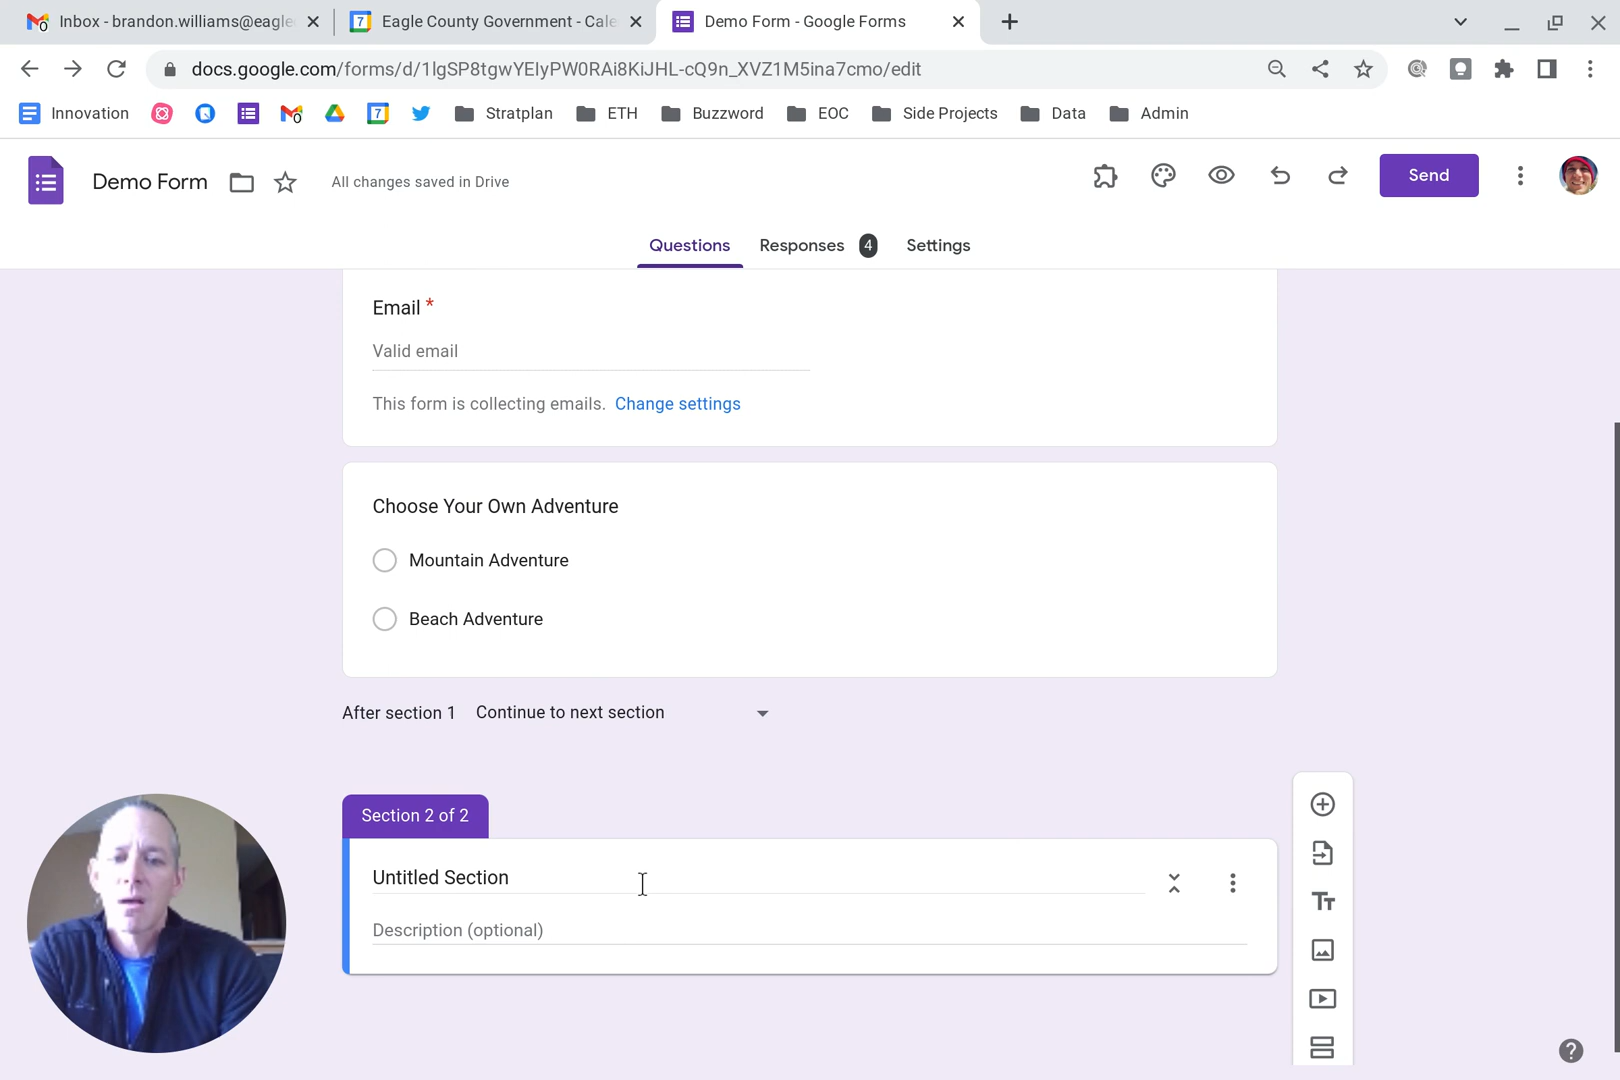 Inbox - brandon.williams@eagle
Eagle County Government - Cale
Demo Form - Google Forms
docs.google.com/forms/d/1lgSP8tgwYEIyPW0RAi8KiJHL-cQ9n_XVZ1M5ina7cmo/edit
Innovation
7
Stratplan
ETH
Buzzword
EOC
Side Projects
Data
Admin
Demo Form
All changes saved in Drive
Send
Questions
Responses 4
Settings
Email *
Valid email
This form is collecting emails. Change settings
Choose Your Own Adventure
Mountain Adventure
Beach Adventure
After section 1 Continue to next section
Section 2 of 2
Untitled Section
Description (optional)
Tт
?